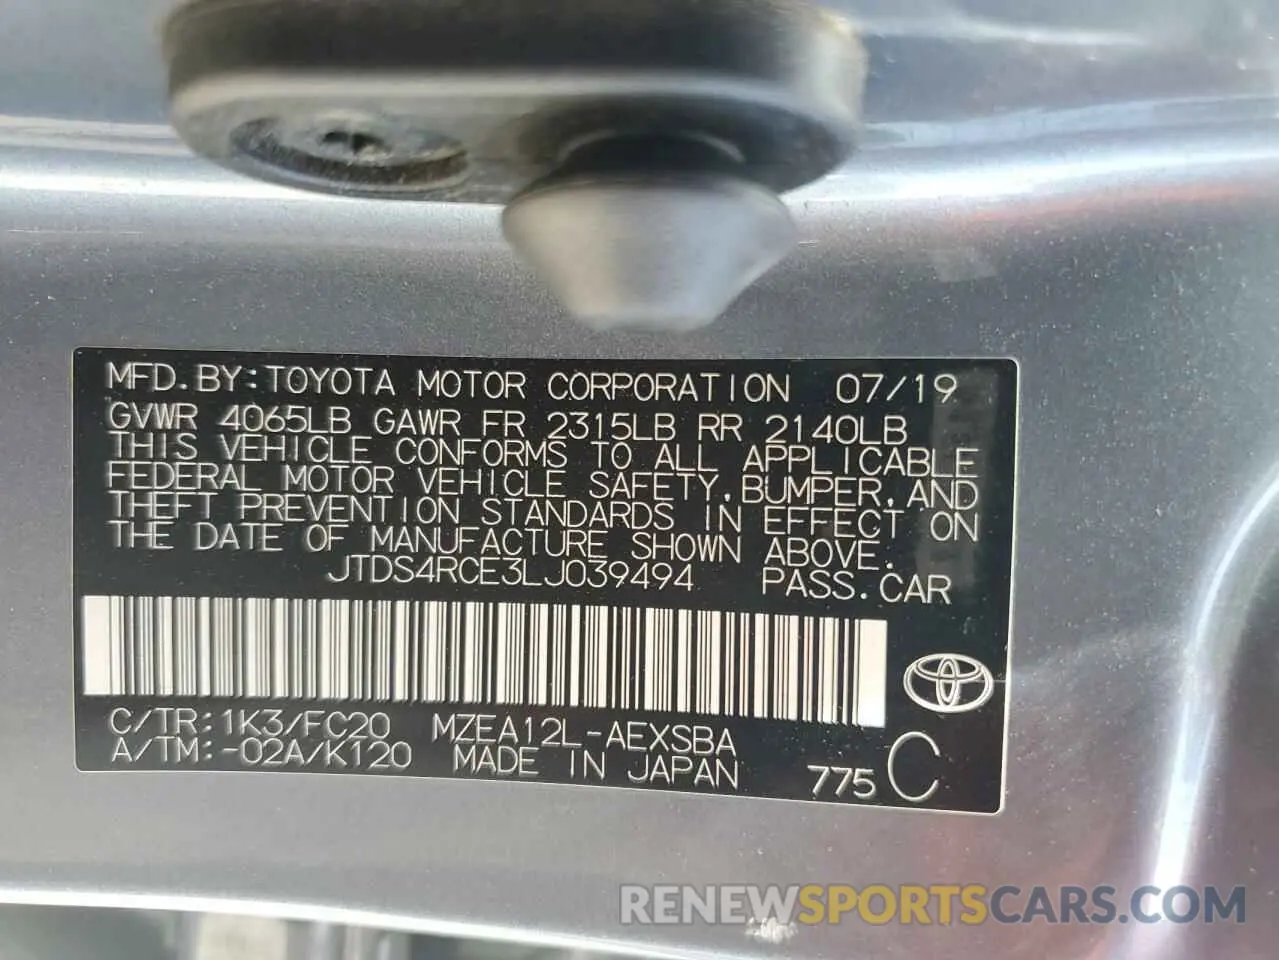 MFD.BY:TOYOTA MOTOR CORPORATION 07/19
GVWR 4065LB GAWR FR 2315LB RR 2140LB
THIS VEHICLE CONFORMS TO ALL APPLICABLE
FEDERAL MOTOR VEHICLE SAFETY,BUMPER,AND
THEFT PREVENTION STANDARDS IN EFFECT ON
THE DATE OF MANUFACTURE SHOWN ABOVE.
JTDS4RCE3LJ039494 PASS.CAR
C/TR:1K3/FC20 MZEA12L-AEXSBA
A/TM:-02A/K120 MADE IN JAPAN 775 C
RENEWSPORTSCARS.COM